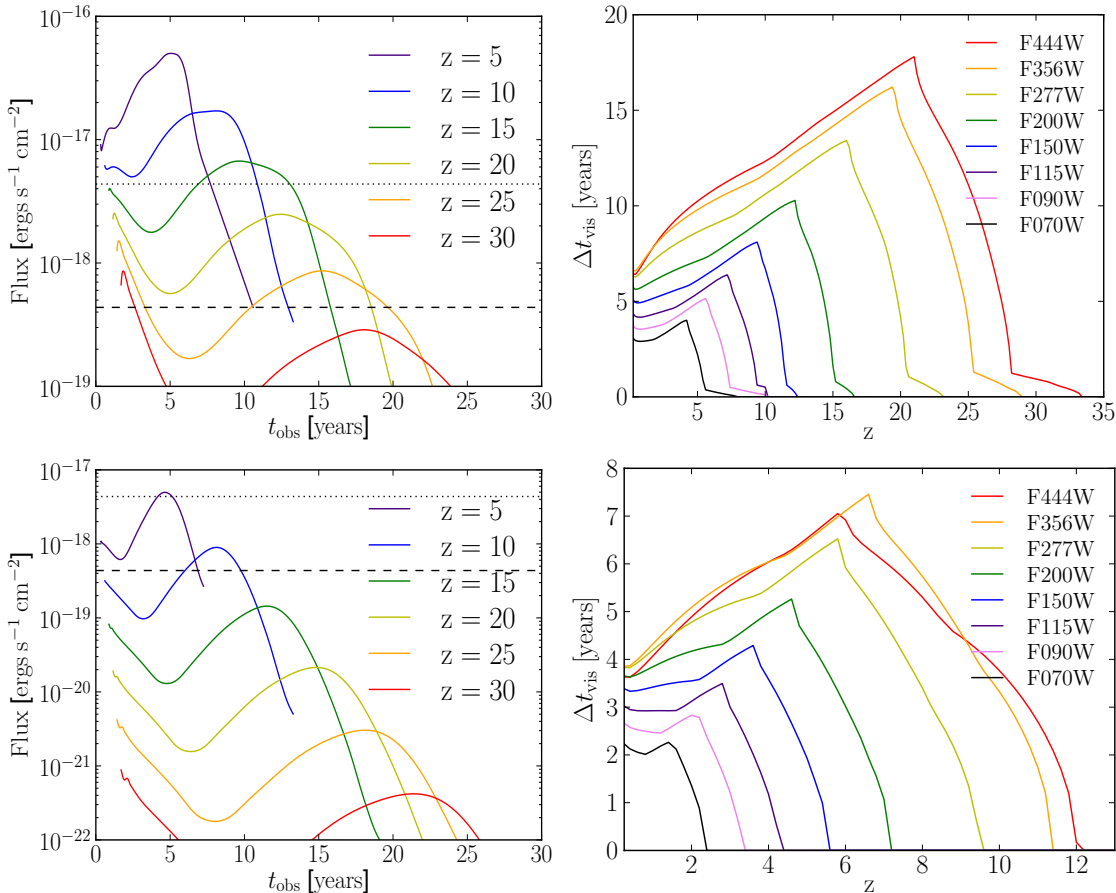 10⁻¹⁶
10⁻¹⁷
10⁻¹⁸
10⁻¹⁹
Flux [ergs s⁻¹ cm⁻²]
z = 5
z = 10
z = 15
z = 20
z = 25
z = 30
0 5 10 15 20 25 30
t_obs [years]
20
15
10
5
0
Δt_vis [years]
F444W
F356W
F277W
F200W
F150W
F115W
F090W
F070W
5 10 15 20 25 30 35
z
10⁻¹⁷
10⁻¹⁸
10⁻¹⁹
10⁻²⁰
10⁻²¹
10⁻²²
Flux [ergs s⁻¹ cm⁻²]
z = 5
z = 10
z = 15
z = 20
z = 25
z = 30
0 5 10 15 20 25 30
t_obs [years]
8
7
6
5
4
3
2
1
0
Δt_vis [years]
F444W
F356W
F277W
F200W
F150W
F115W
F090W
F070W
2 4 6 8 10 12
z